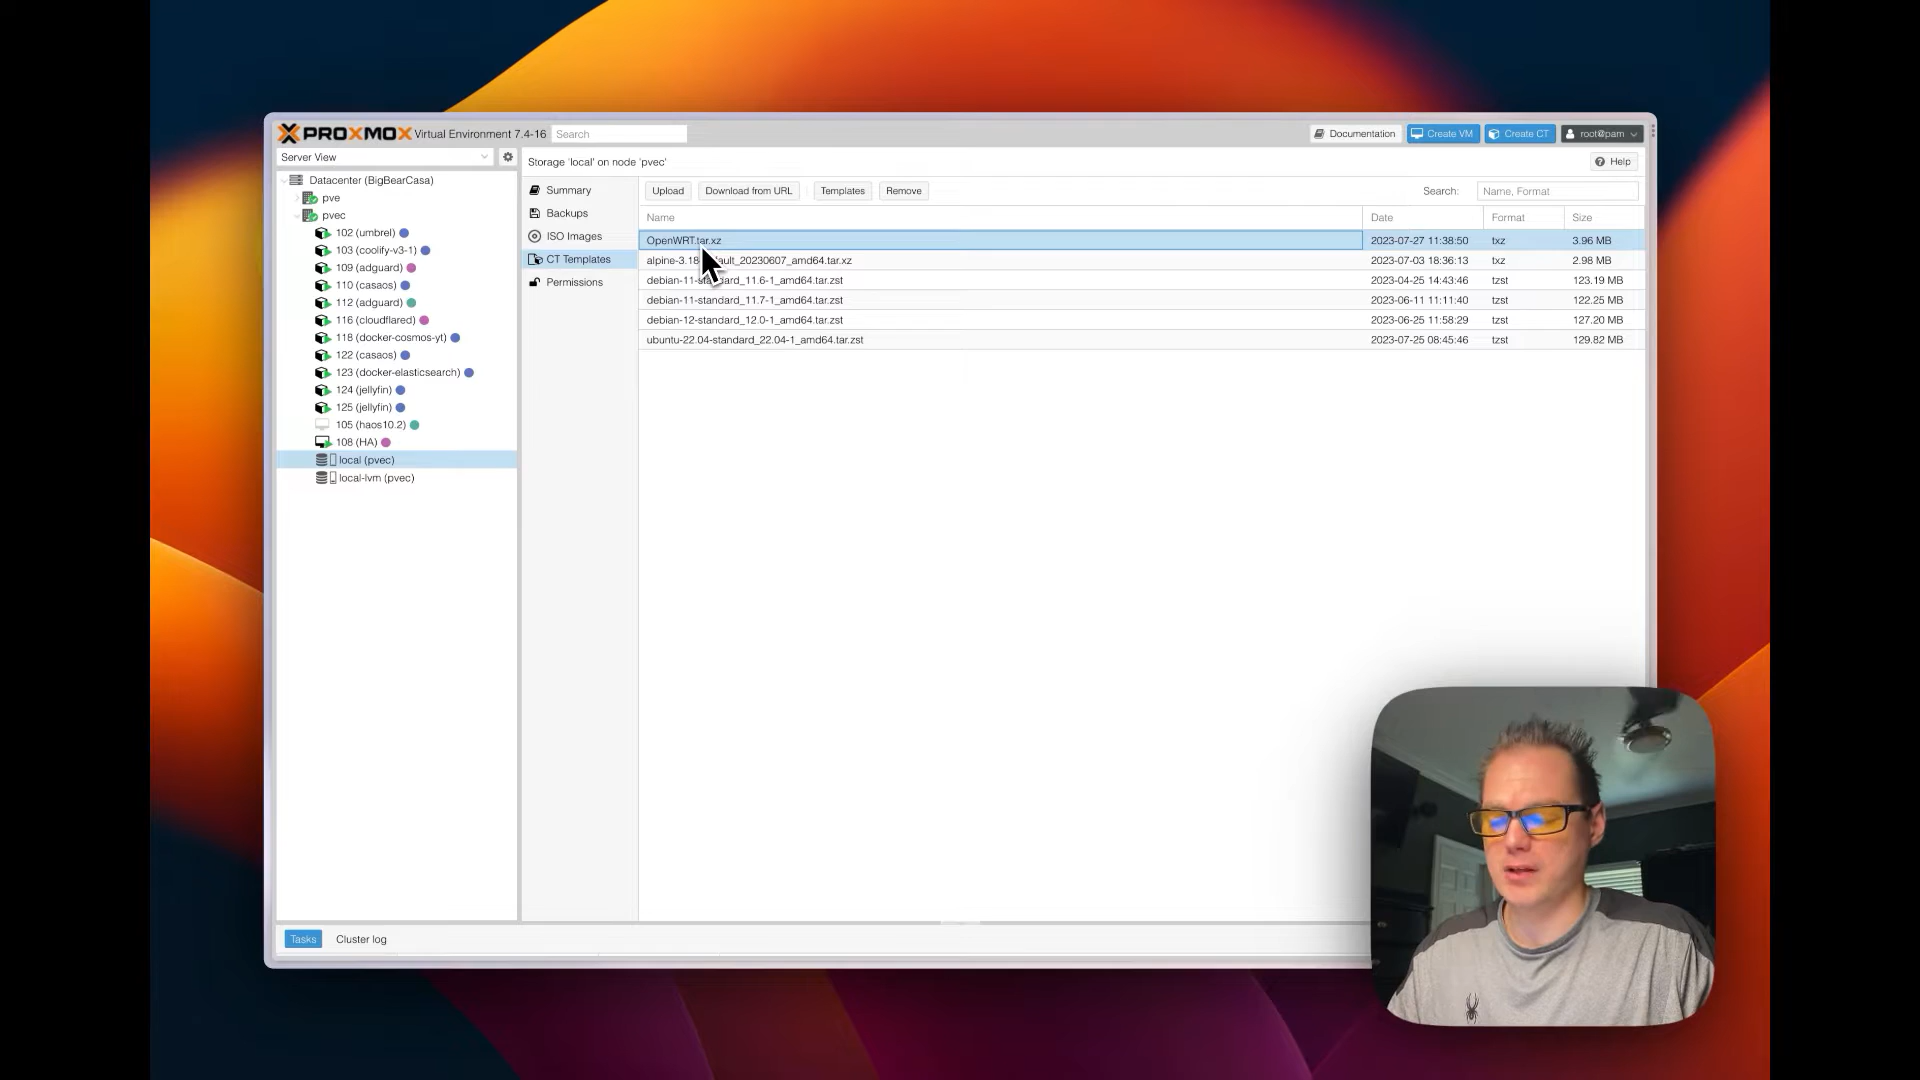 PROXMOX Virtual Environment 7.4-16 Search Documentation Create VM Create CT root@pam
Server View
Storage 'local' on node 'pvec' Help
Datacenter (BigBearCasa)
pve
pvec
102 (umbrel)
103 (coolify-v3-1)
109 (adguard)
110 (casaos)
112 (adguard)
116 (cloudflared)
118 (docker-cosmos-yt)
122 (casaos)
123 (docker-elasticsearch)
124 (jellyfin)
125 (jellyfin)
105 (haos10.2)
108 (HA)
local (pvec)
local-lvm (pvec)
Summary
Backups
ISO Images
CT Templates
Permissions
Upload Download from URL Templates Remove Search: Name, Format
Name Date Format Size
OpenWRT.tar.xz 2023-07-27 11:38:50 txz 3.96 MB
2023-07-03 18:36:13 txz 2.98 MB
2023-04-25 14:43:46 tzst 123.19 MB
debian-11-standard_11.7-1_amd64.tar.zst 2023-06-11 11:11:40 tzst 122.25 MB
debian-12-standard_12.0-1_amd64.tar.zst 2023-06-25 11:58:29 tzst 127.20 MB
ubuntu-22.04-standard_22.04-1_amd64.tar.zst 2023-07-25 08:45:46 tzst 129.82 MB
Tasks Cluster log